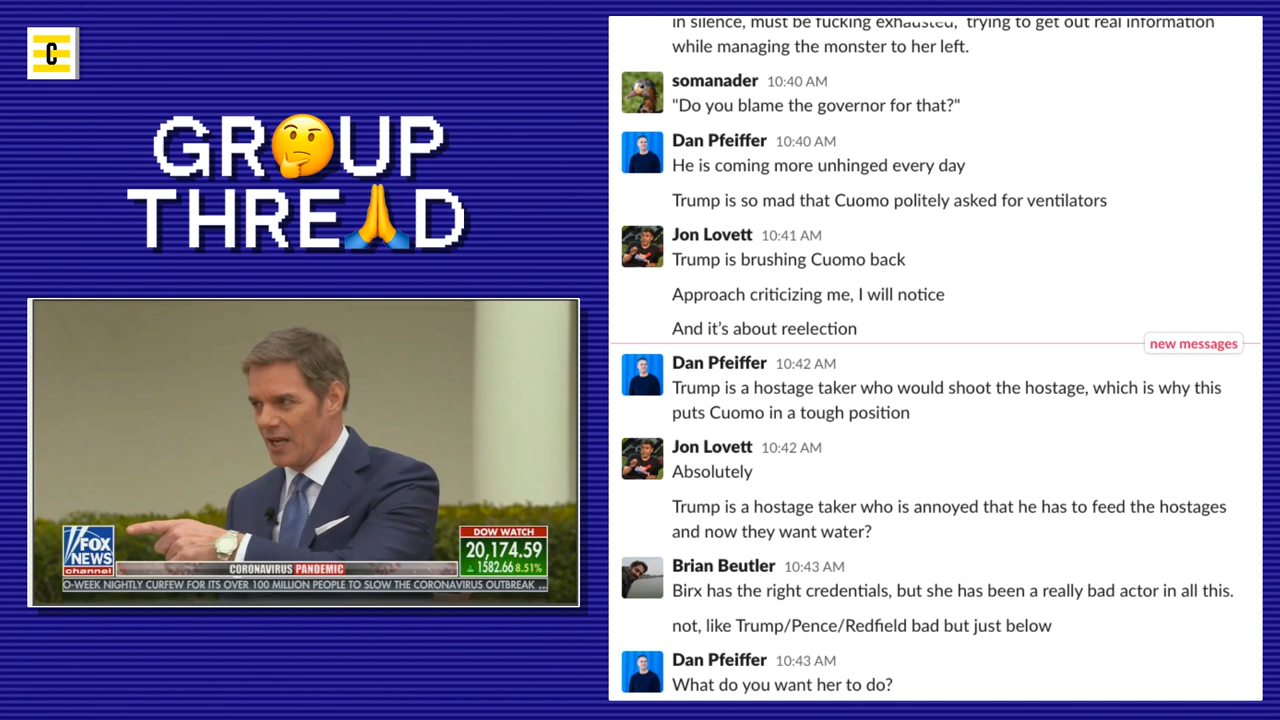 C
GR🤔UP
THRE🙏D
FOX
NEWS
channel
CORONAVIRUS PANDEMIC
DOW WATCH
20,174.59
▲ 1582.66 8.51%
O-WEEK NIGHTLY CURFEW FOR ITS OVER 100 MILLION PEOPLE TO SLOW THE CORONAVIRUS OUTBREAK ...
in silence, must be fucking exhausted, trying to get out real information
while managing the monster to her left.
somanader 10:40 AM
"Do you blame the governor for that?"
Dan Pfeiffer 10:40 AM
He is coming more unhinged every day
Trump is so mad that Cuomo politely asked for ventilators
Jon Lovett 10:41 AM
Trump is brushing Cuomo back
Approach criticizing me, I will notice
And it's about reelection
new messages
Dan Pfeiffer 10:42 AM
Trump is a hostage taker who would shoot the hostage, which is why this
puts Cuomo in a tough position
Jon Lovett 10:42 AM
Absolutely
Trump is a hostage taker who is annoyed that he has to feed the hostages
and now they want water?
Brian Beutler 10:43 AM
Birx has the right credentials, but she has been a really bad actor in all this.
not, like Trump/Pence/Redfield bad but just below
Dan Pfeiffer 10:43 AM
What do you want her to do?